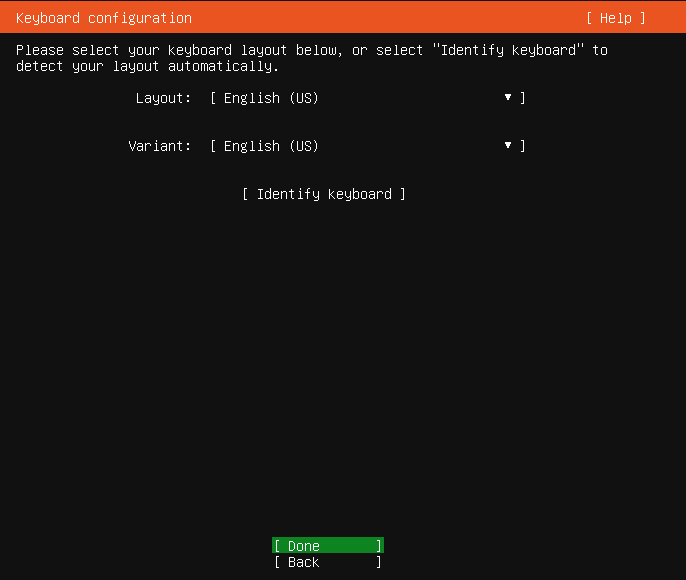 Keyboard configuration [ Help ]
Please select your keyboard layout below, or select "Identify keyboard" to
detect your layout automatically.
Layout: [ English (US) ▾ ]
Variant: [ English (US) ▾ ]
[ Identify keyboard ]
[ Done ]
[ Back ]